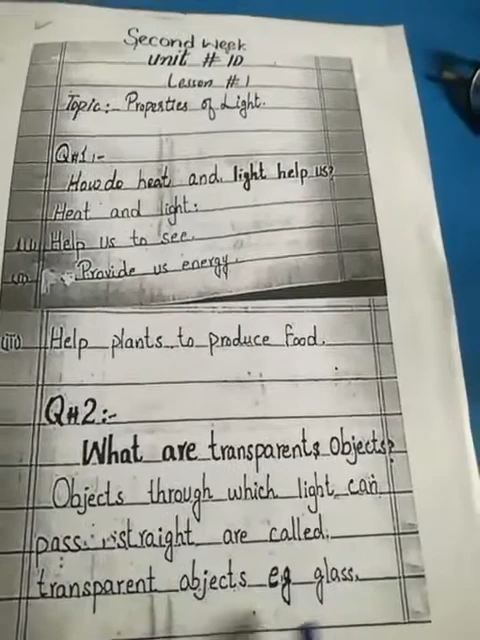 Second Week
Unit # 10
Lesson # 1
Topic:- Properties of Light.
Q#1:-
How do heat and light help us?
Heat and light:
Help us to see.
Provide us energy.
(iii) Help plants to produce food.
Q#2:-
What are transparents objects?
Objects through which light can
pass straight are called
transparent objects eg glass.